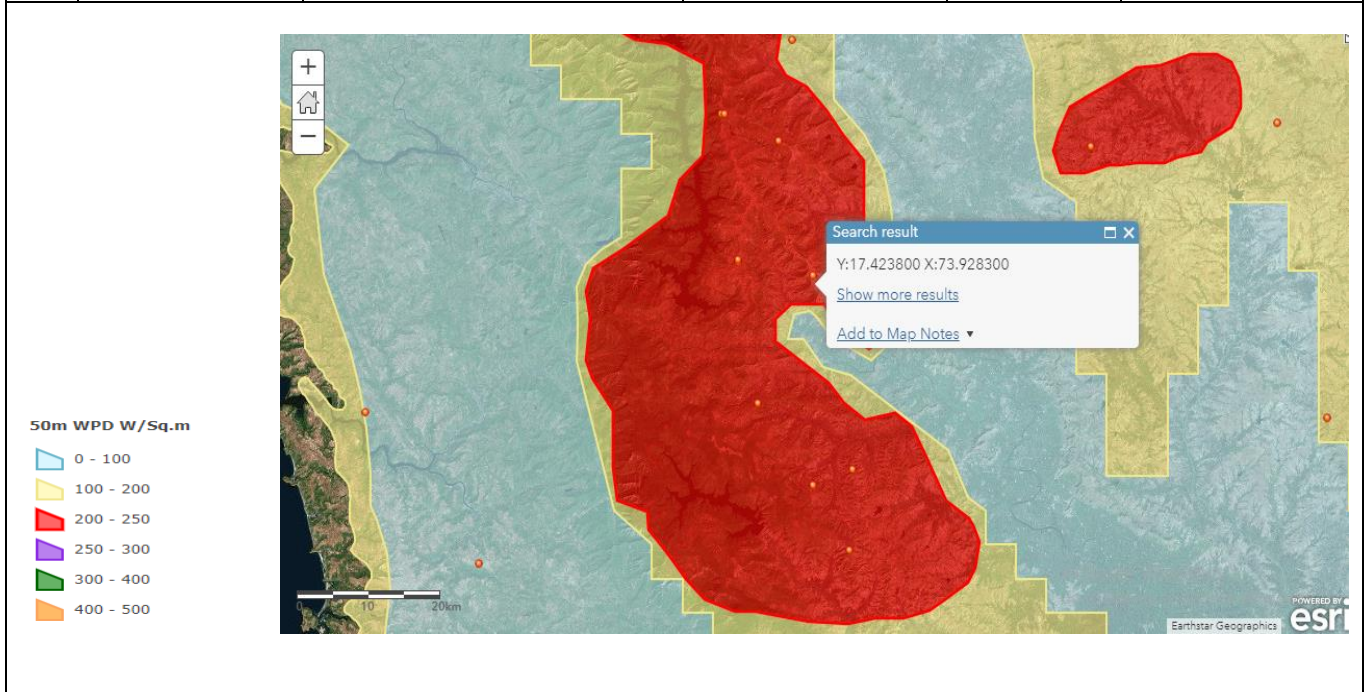 +
−
Search result
Y:17.423800 X:73.928300
Show more results
Add to Map Notes ▼
50m WPD W/Sq.m
0 - 100
100 - 200
200 - 250
250 - 300
300 - 400
400 - 500
0 10 20km
Earthstar Geographics
POWERED BY
esri